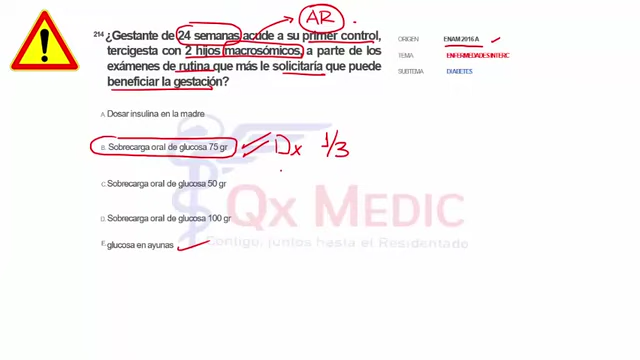 AR
214 ¿Gestante de 24 semanas acude a su primer control,
tercigesta con 2 hijos macrosómicos, a parte de los
exámenes de rutina que más le solicitaría que puede
beneficiar la gestación?
ORIGEN ENAM 2016 A
TEMA ENFERMEDADES INTERC
SUBTEMA DIABETES
A. Dosar insulina en la madre
B. Sobrecarga oral de glucosa 75 gr
Dx 1/3
C. Sobrecarga oral de glucosa 50 gr
D. Sobrecarga oral de glucosa 100 gr
E. glucosa en ayunas
Qx MEDIC
Contigo, juntos hasta el Residentado